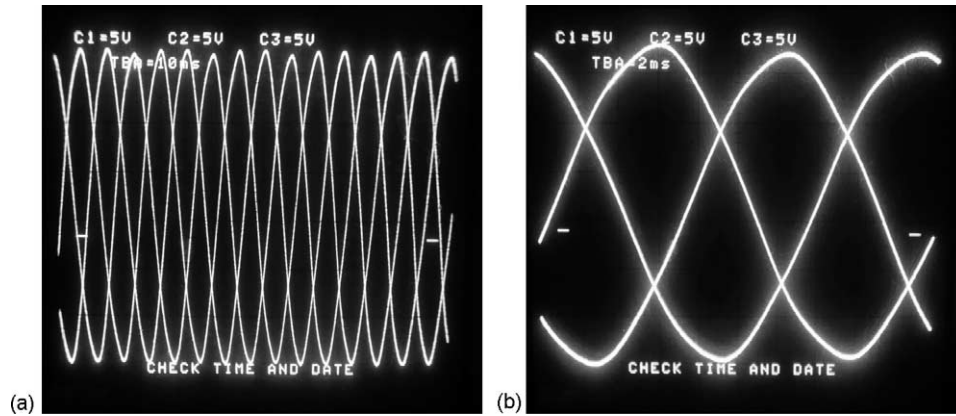 C1=5V C2=5V C3=5V
TBA=10ms
CHECK TIME AND DATE
(a)
C1=5V C2=5V C3=5V
TBA=2ms
CHECK TIME AND DATE
(b)